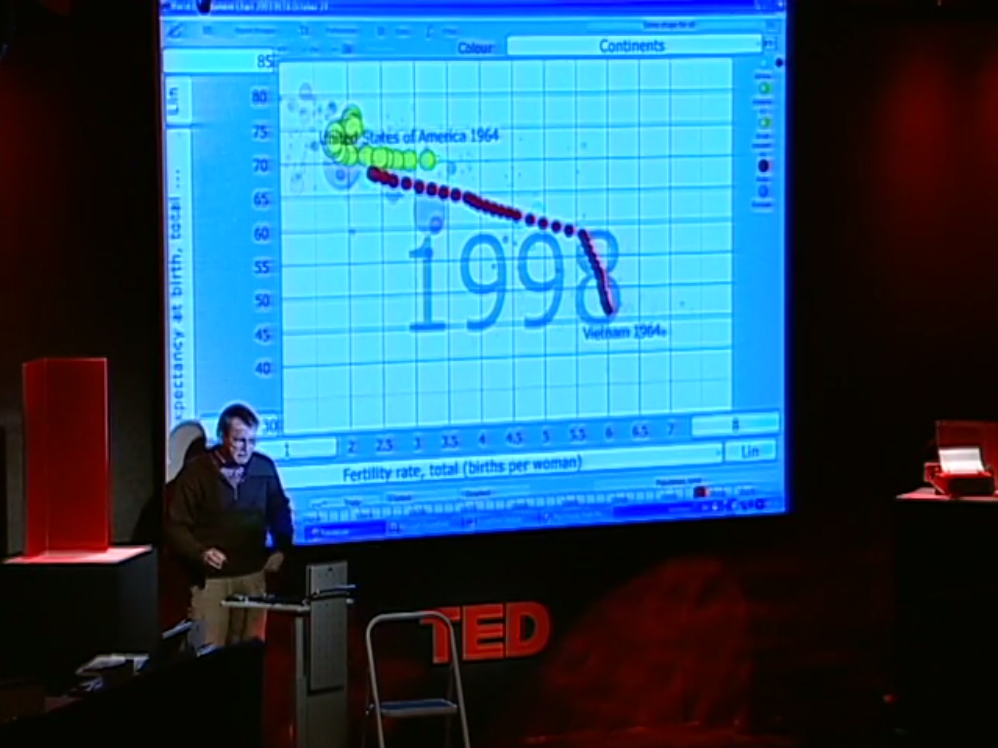 Colour
Continents
85
Lin
80
75
United States of America 1964
70
65
60
55
50
45
40
30
1998
Vietnam 1964
pectancy at birth, total ...
1
2
2.5
3
3.5
4
4.5
5
5.5
6
6.5
7
8
Fertility rate, total (births per woman)
Lin
TED